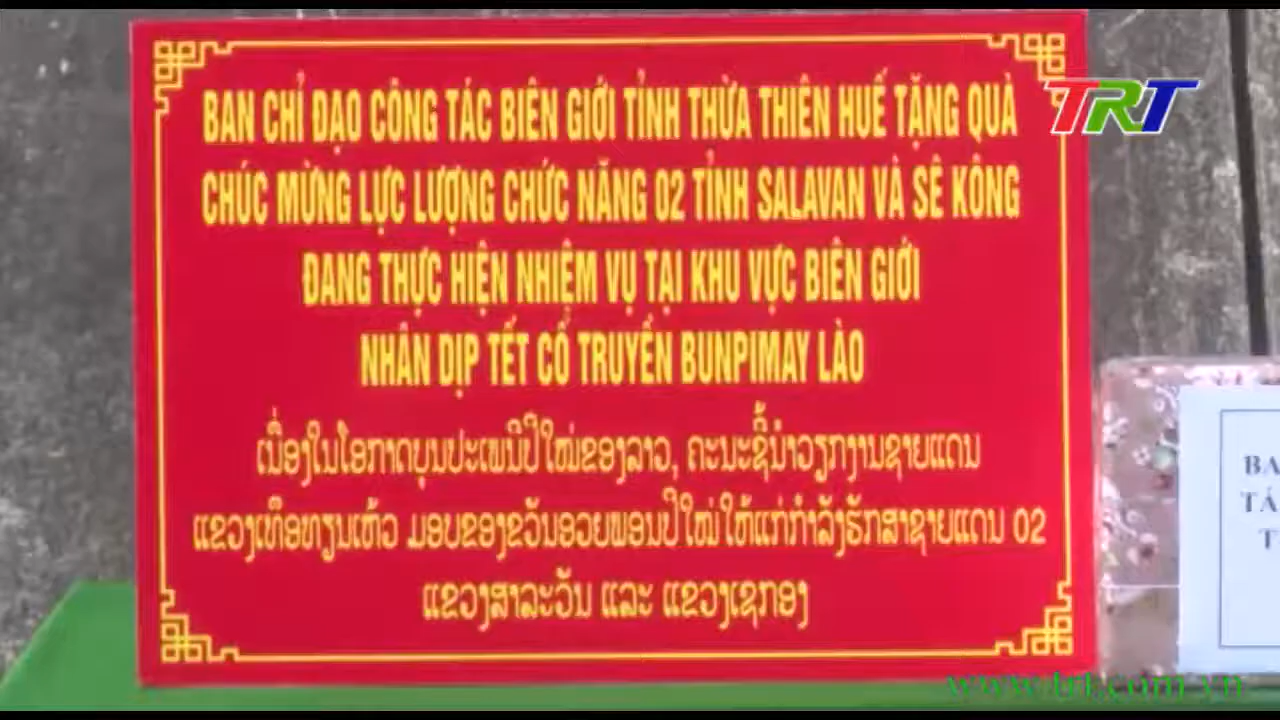 BAN CHỈ ĐẠO CÔNG TÁC BIÊN GIỚI TỈNH THỪA THIÊN HUẾ TẶNG QUÀ
CHÚC MỪNG LỰC LƯỢNG CHỨC NĂNG 02 TỈNH SALAVAN VÀ SÊ KÔNG
ĐANG THỰC HIỆN NHIỆM VỤ TẠI KHU VỰC BIÊN GIỚI
NHÂN DỊP TẾT CỔ TRUYỀN BUNPIMAY LÀO
ເນື່ອງໃນໂອກາດບຸນປະເພນີປີໃໝ່ຂອງລາວ, ຄະນະຊີ້ນຳວຽກງານຊາຍແດນ
ແຂວງເທືອທຽນເຫ້ວ ມອບຂອງຂວັນອວຍພອນປີໃໝ່ໃຫ້ແກ່ກຳລັງຮັກສາຊາຍແດນ 02
ແຂວງສາລະວັນ ແລະ ແຂວງເຊກອງ
TRT
BA
TÁ
T
www.trt.com.vn